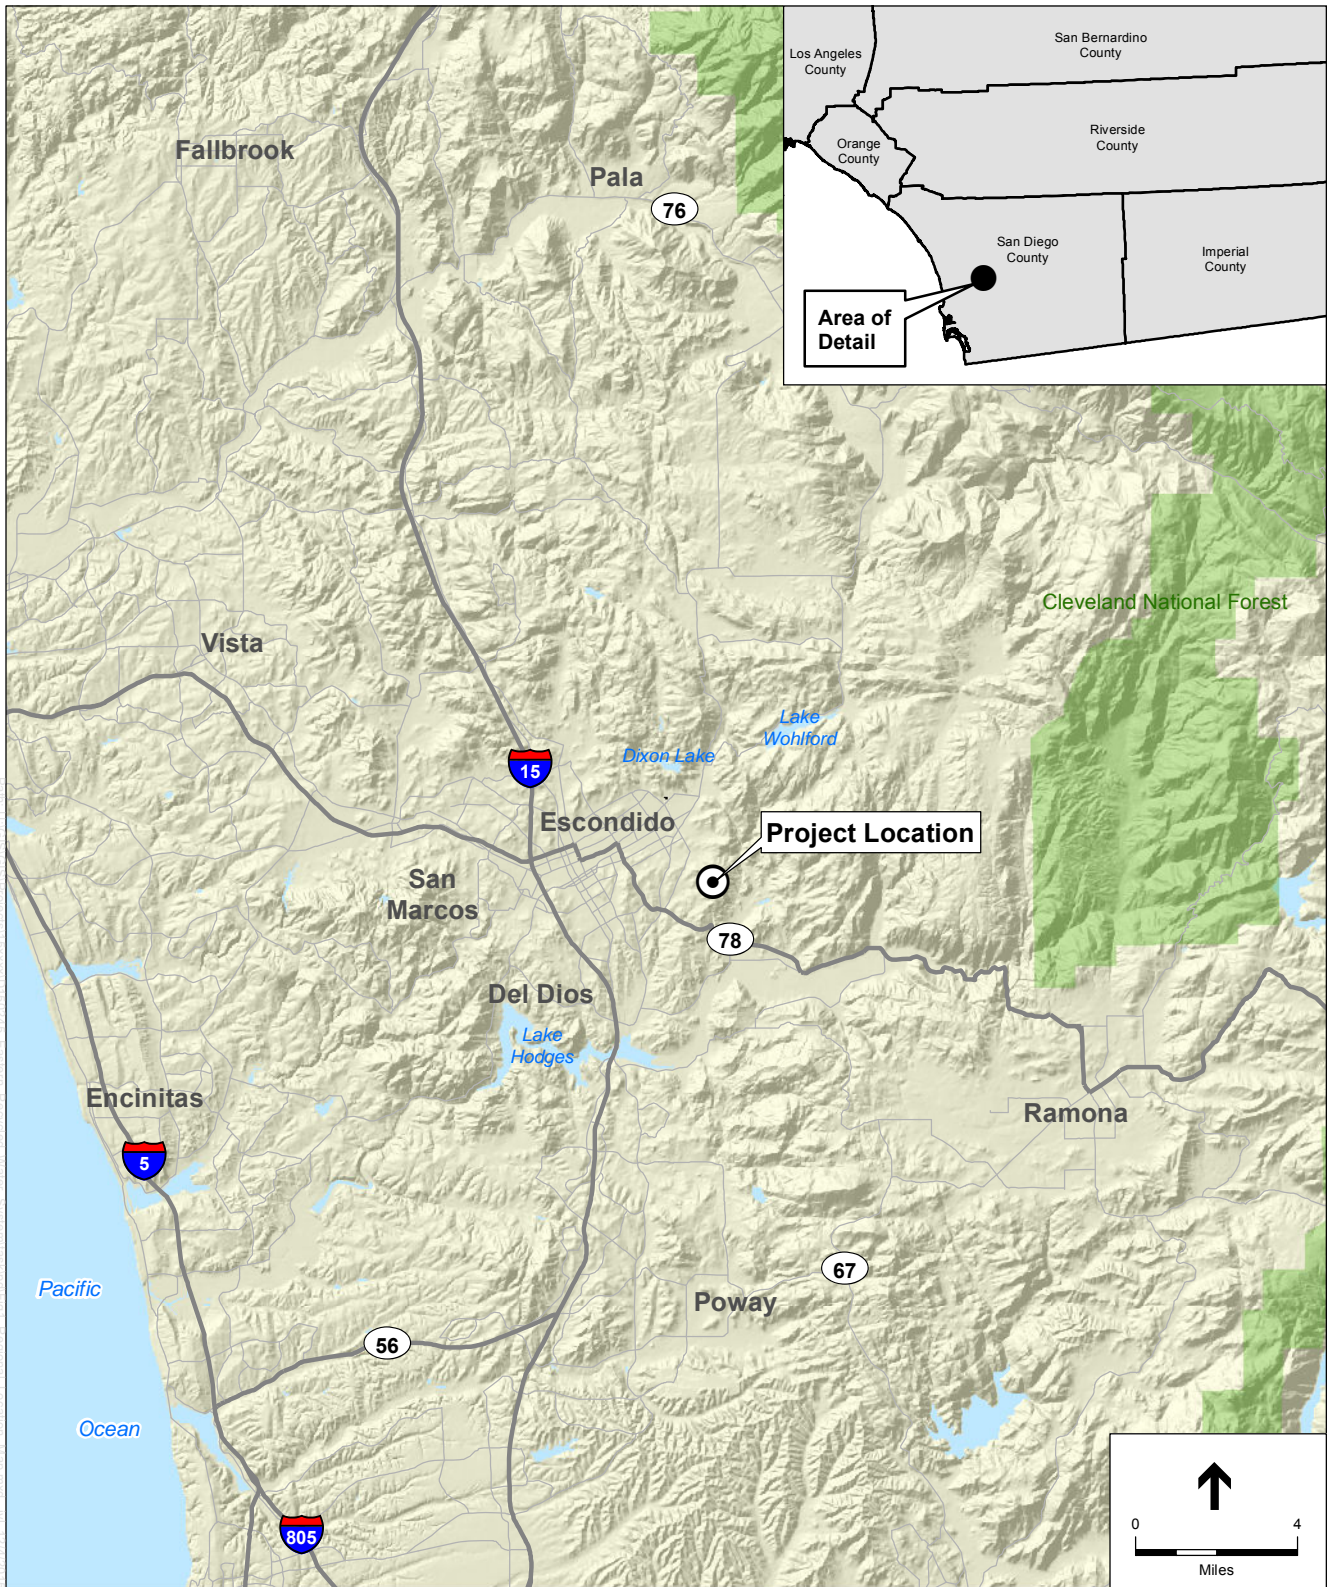 Los Angeles
County
San Bernardino
County
Orange
County
Riverside
County
San Diego
County
Imperial
County
Area of
Detail
Fallbrook
Pala
76
Cleveland National Forest
Vista
Lake
Wohlford
Dixon Lake
15
Escondido
Project Location
San
Marcos
78
Del Dios
Lake
Hodges
Encinitas
Ramona
5
67
Pacific
Poway
56
Ocean
805
0 4
Miles